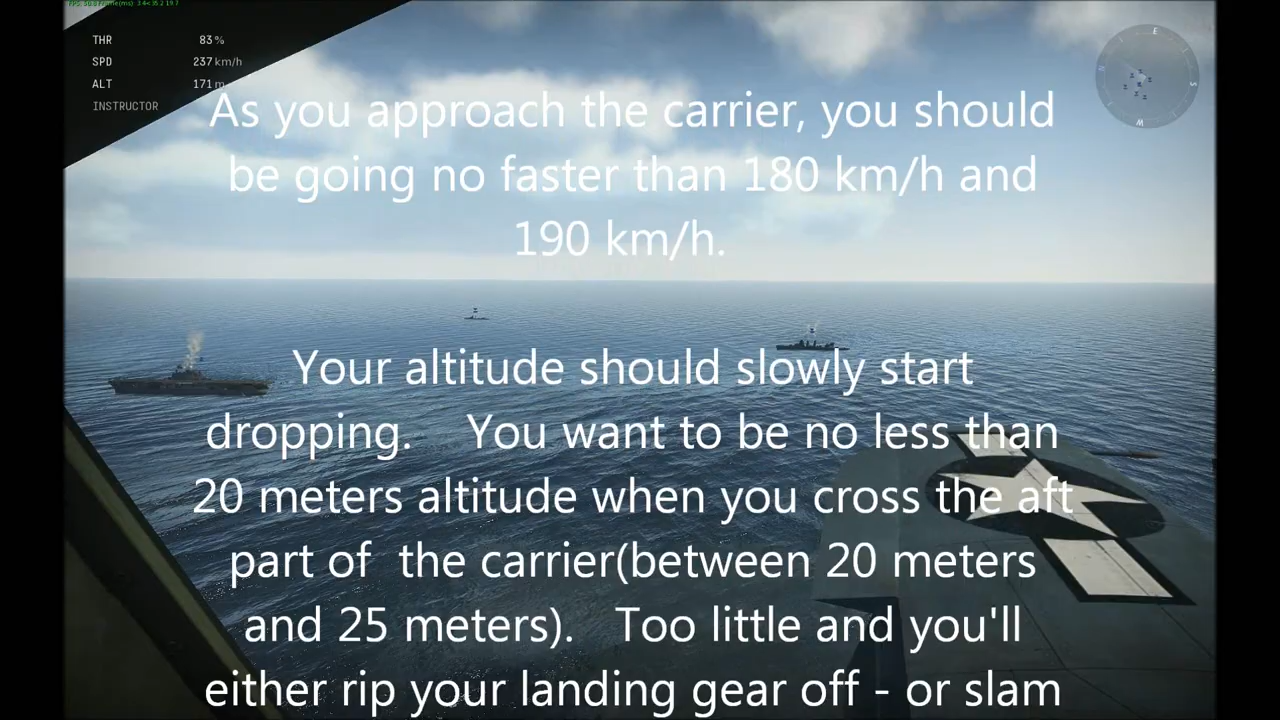 THR 83 %
SPD 237 km/h
ALT 171 m
INSTRUCTOR
E
S
W
As you approach the carrier, you should
be going no faster than 180 km/h and
190 km/h.
Your altitude should slowly start
dropping. You want to be no less than
20 meters altitude when you cross the aft
part of the carrier(between 20 meters
and 25 meters). Too little and you'll
either rip your landing gear off - or slam